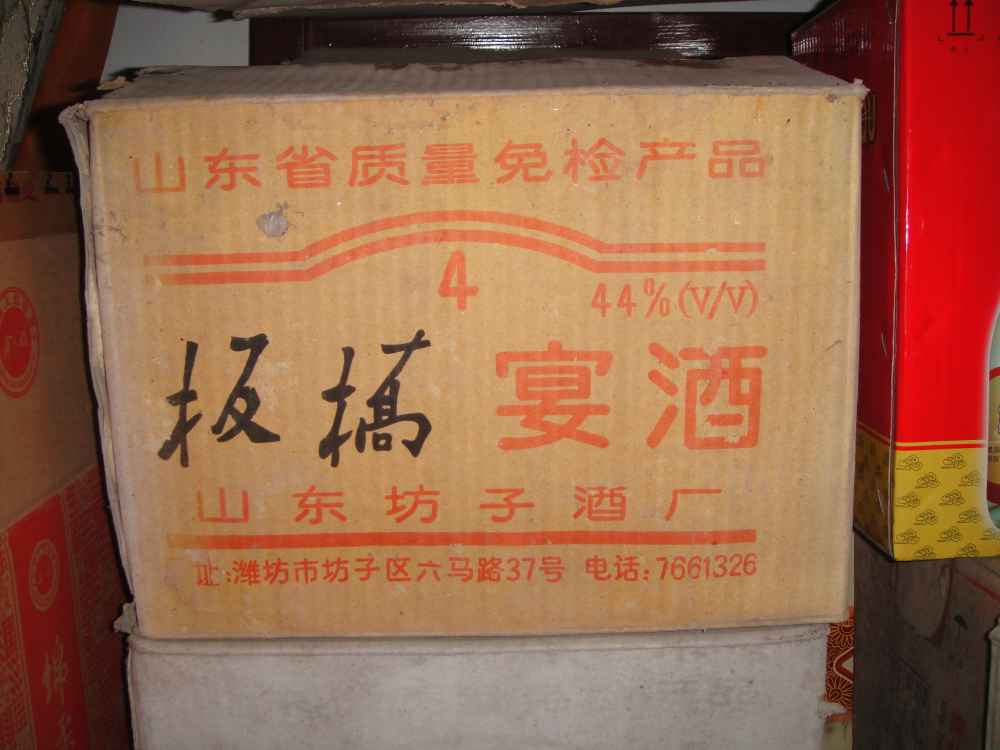 山东省质量免检产品
4
44%(V/V)
板橋 宴酒
山东坊子酒厂
址:潍坊市坊子区六马路37号 电话:7661326